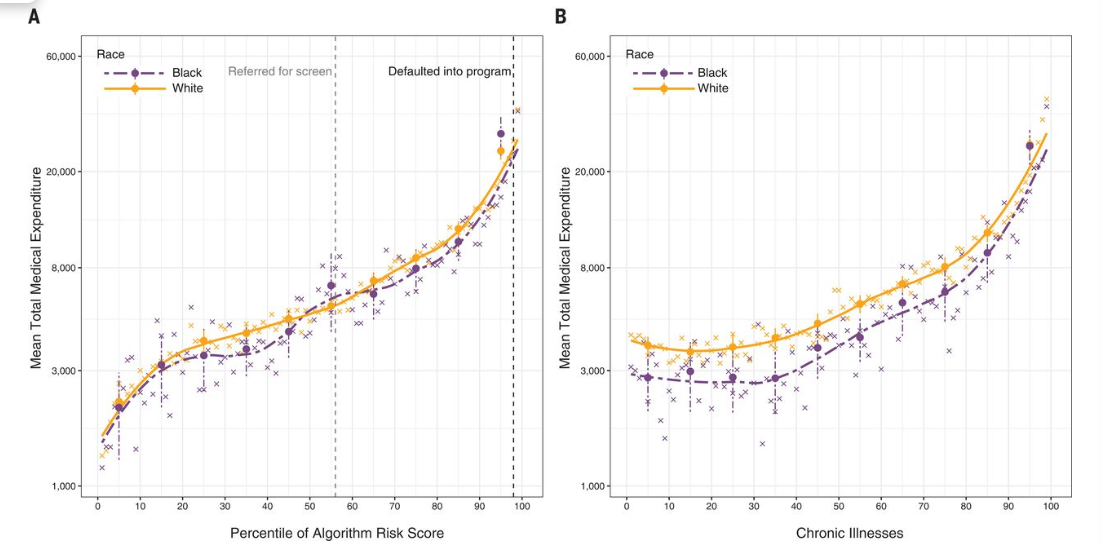 A
Race
Black
White
Referred for screen
Defaulted into program
60,000
20,000
8,000
3,000
1,000
Mean Total Medical Expenditure
0 10 20 30 40 50 60 70 80 90 100
Percentile of Algorithm Risk Score
B
Race
Black
White
60,000
20,000
8,000
3,000
1,000
Mean Total Medical Expenditure
0 10 20 30 40 50 60 70 80 90 100
Chronic Illnesses